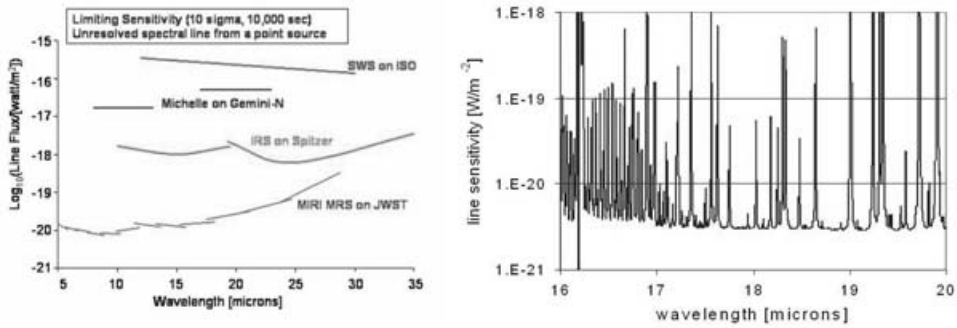 Limiting Sensitivity (10 sigma, 10,000 sec)
Unresolved spectral line from a point source
-15
-16
-17
-18
-19
-20
-21
Log10(Line Flux/[watt/m²])
SWS on ISO
Michelle on Gemini-N
IRS on Spitzer
MIRI MRS on JWST
5 10 15 20 25 30 35
Wavelength [microns]
1.E-18
1.E-19
1.E-20
1.E-21
line sensitivity [W/m -2]
16 17 18 19 20
wavelength [microns]